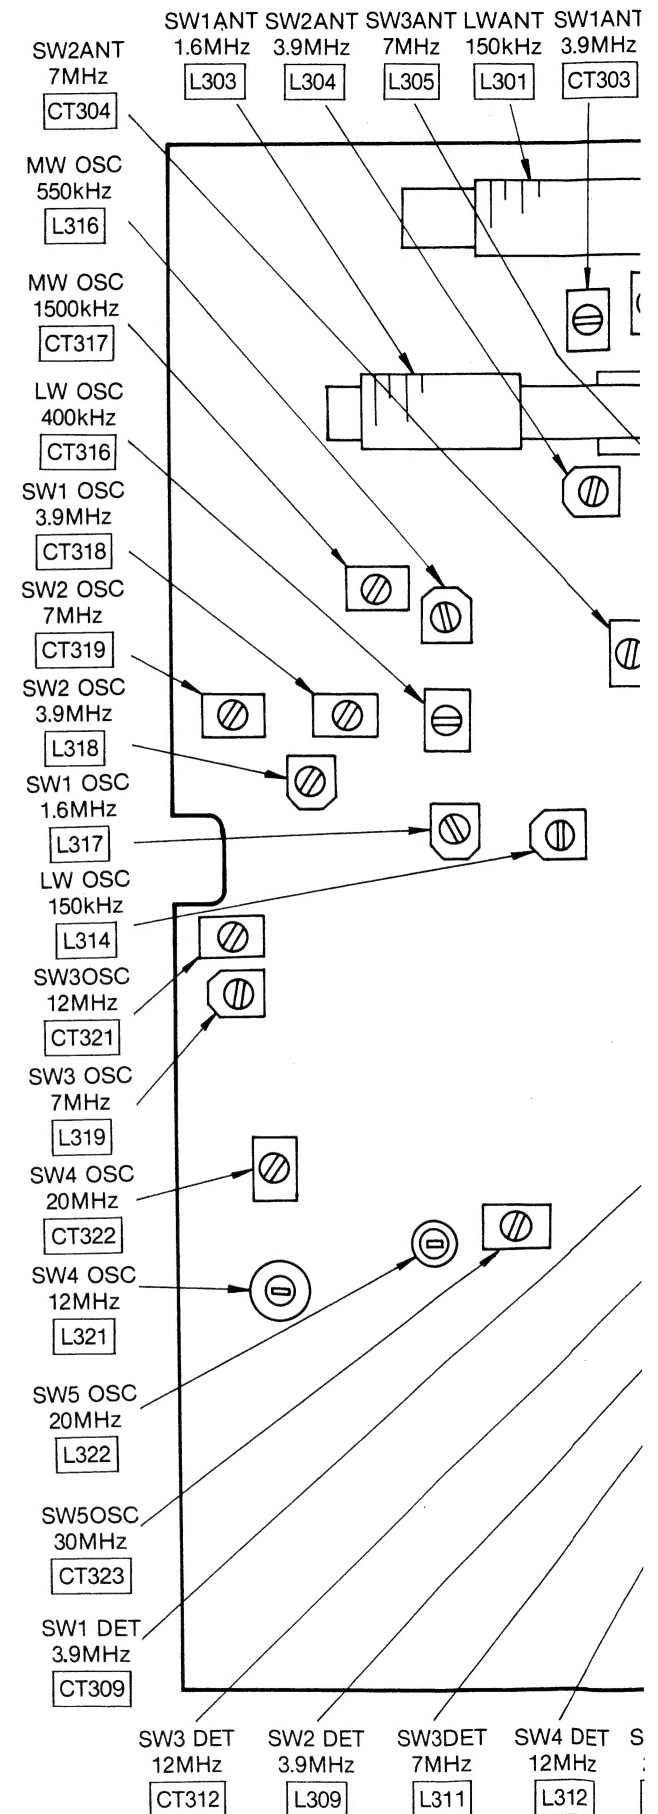 SW1ANT
1.6MHz
L303
SW2ANT
3.9MHz
L304
SW3ANT
7MHz
L305
LWANT
150kHz
L301
SW1ANT
3.9MHz
CT303
SW2ANT
7MHz
CT304
MW OSC
550kHz
L316
MW OSC
1500kHz
CT317
LW OSC
400kHz
CT316
SW1 OSC
3.9MHz
CT318
SW2 OSC
7MHz
CT319
SW2 OSC
3.9MHz
L318
SW1 OSC
1.6MHz
L317
LW OSC
150kHz
L314
SW3OSC
12MHz
CT321
SW3 OSC
7MHz
L319
SW4 OSC
20MHz
CT322
SW4 OSC
12MHz
L321
SW5 OSC
20MHz
L322
SW5OSC
30MHz
CT323
SW1 DET
3.9MHz
CT309
SW3 DET
12MHz
CT312
SW2 DET
3.9MHz
L309
SW3DET
7MHz
L311
SW4 DET
12MHz
L312
S